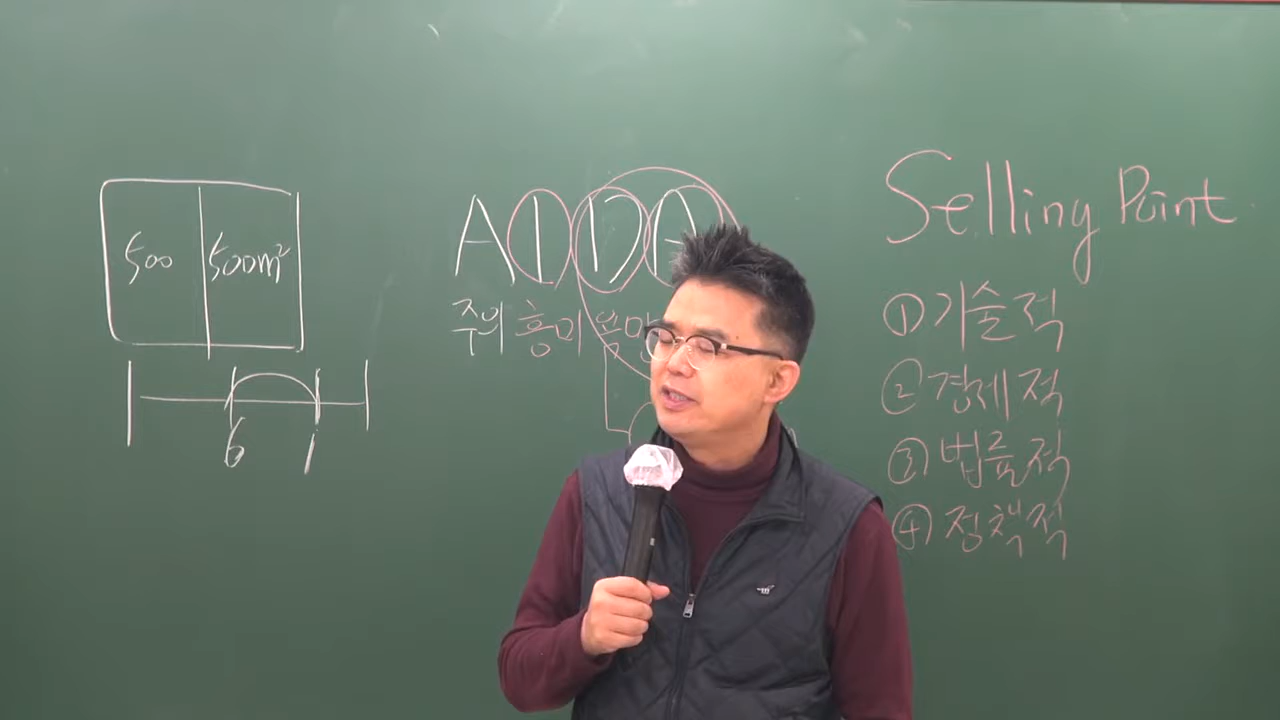 500 500m²
6 1
AIDA
주의 흥미 욕망
Selling Point
① 기술적
② 경제적
③ 법률적
④ 정책적